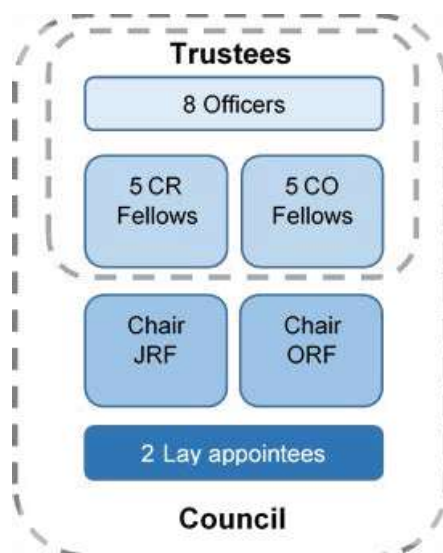 Trustees
8 Officers
5 CR
Fellows
5 CO
Fellows
Chair
JRF
Chair
ORF
2 Lay appointees
Council